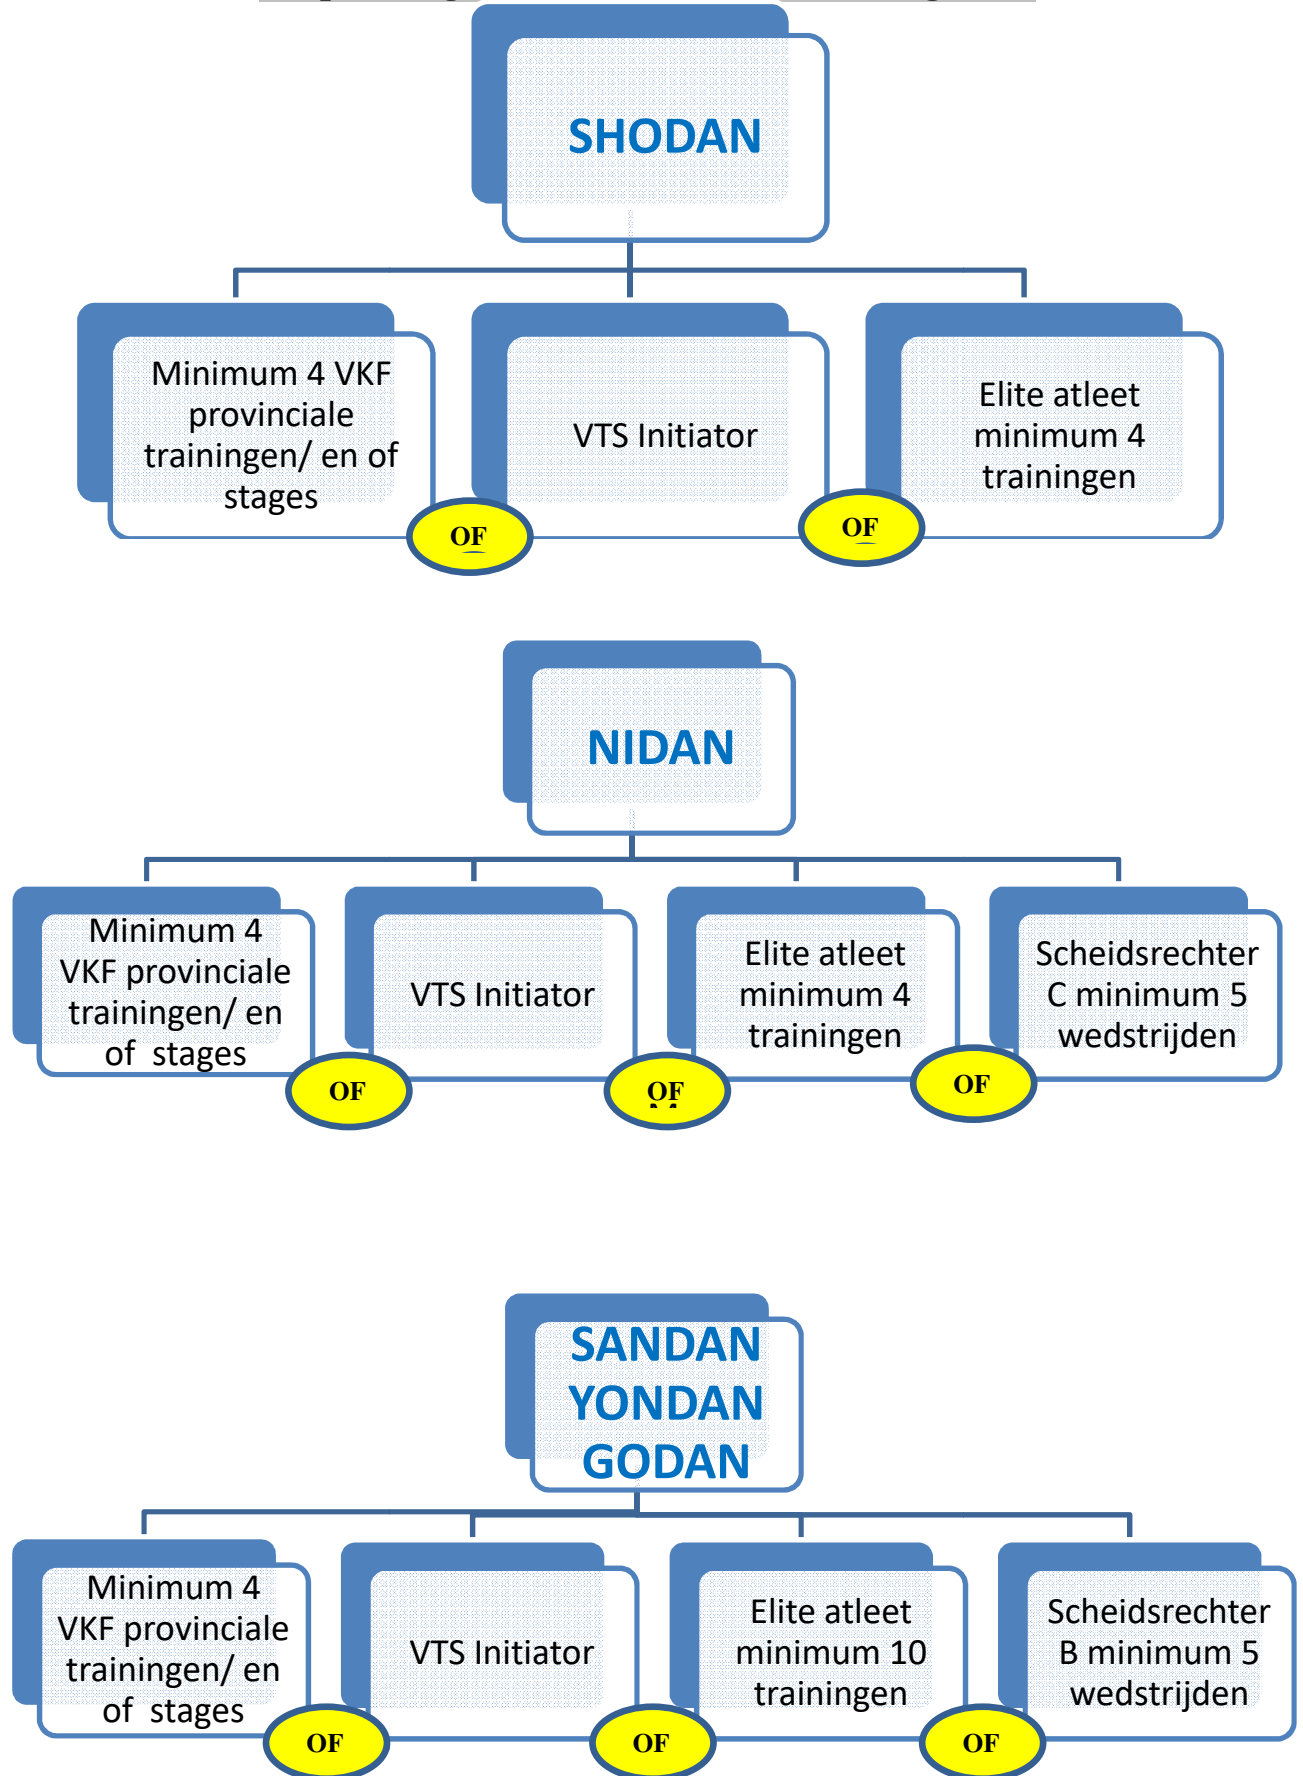 SHODAN
Minimum 4 VKF
provinciale
trainingen/ en of
stages
VTS Initiator
Elite atleet
minimum 4
trainingen
OF
OF
NIDAN
Minimum 4
VKF provinciale
trainingen/ en
of stages
VTS Initiator
Elite atleet
minimum 4
trainingen
Scheidsrechter
C minimum 5
wedstrijden
OF
OF
OF
SANDAN
YONDAN
GODAN
Minimum 4
VKF provinciale
trainingen/ en
of stages
VTS Initiator
Elite atleet
minimum 10
trainingen
Scheidsrechter
B minimum 5
wedstrijden
OF
OF
OF